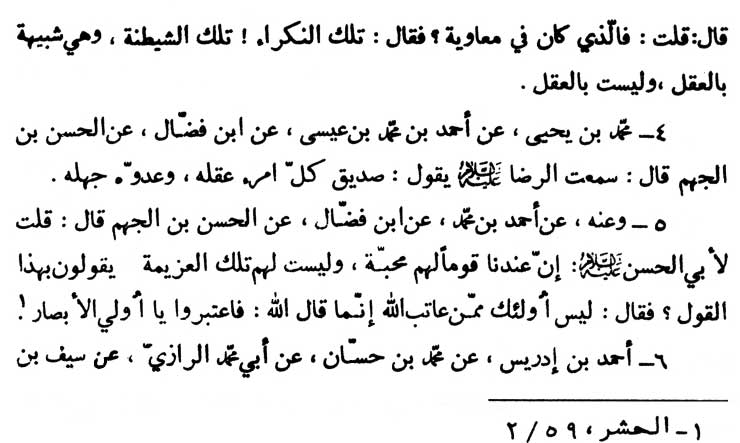 قال:قلت : فالّذي كان في معاوية ؟ فقال : تلك النكراء ! تلك الشيطنة ، وهي شبيهة
بالعقل ،وليست بالعقل .
٤ـ محمّد بن يحيى ، عن أحمد بن محمّد بن عيسى ، عن ابن فضّال ، عن الحسن بن
الجهم قال : سمعت الرضا عليه السلام يقول : صديق كلّ امرء عقله ، وعدوّه جهله .
٥ ـ وعنه ، عن أحمد بن محمّد ، عن ابن فضّال ، عن الحسن بن الجهم قال : قلت
لأبي الحسن عليه السلام : إنّ عندنا قوماً لهم محبّة ، وليست لهم تلك العزيمة يقولون بهذا
القول ؟ فقال : ليس أولئك ممّن عاتب الله إنّما قال الله : فاعتبروا يا أولي الأبصار !
٦ـ أحمد بن إدريس ، عن محمّد بن حسّان ، عن أبي محمّد الرازيّ ، عن سيف بن
١ـ الحشر ، ٥٩ / ٢